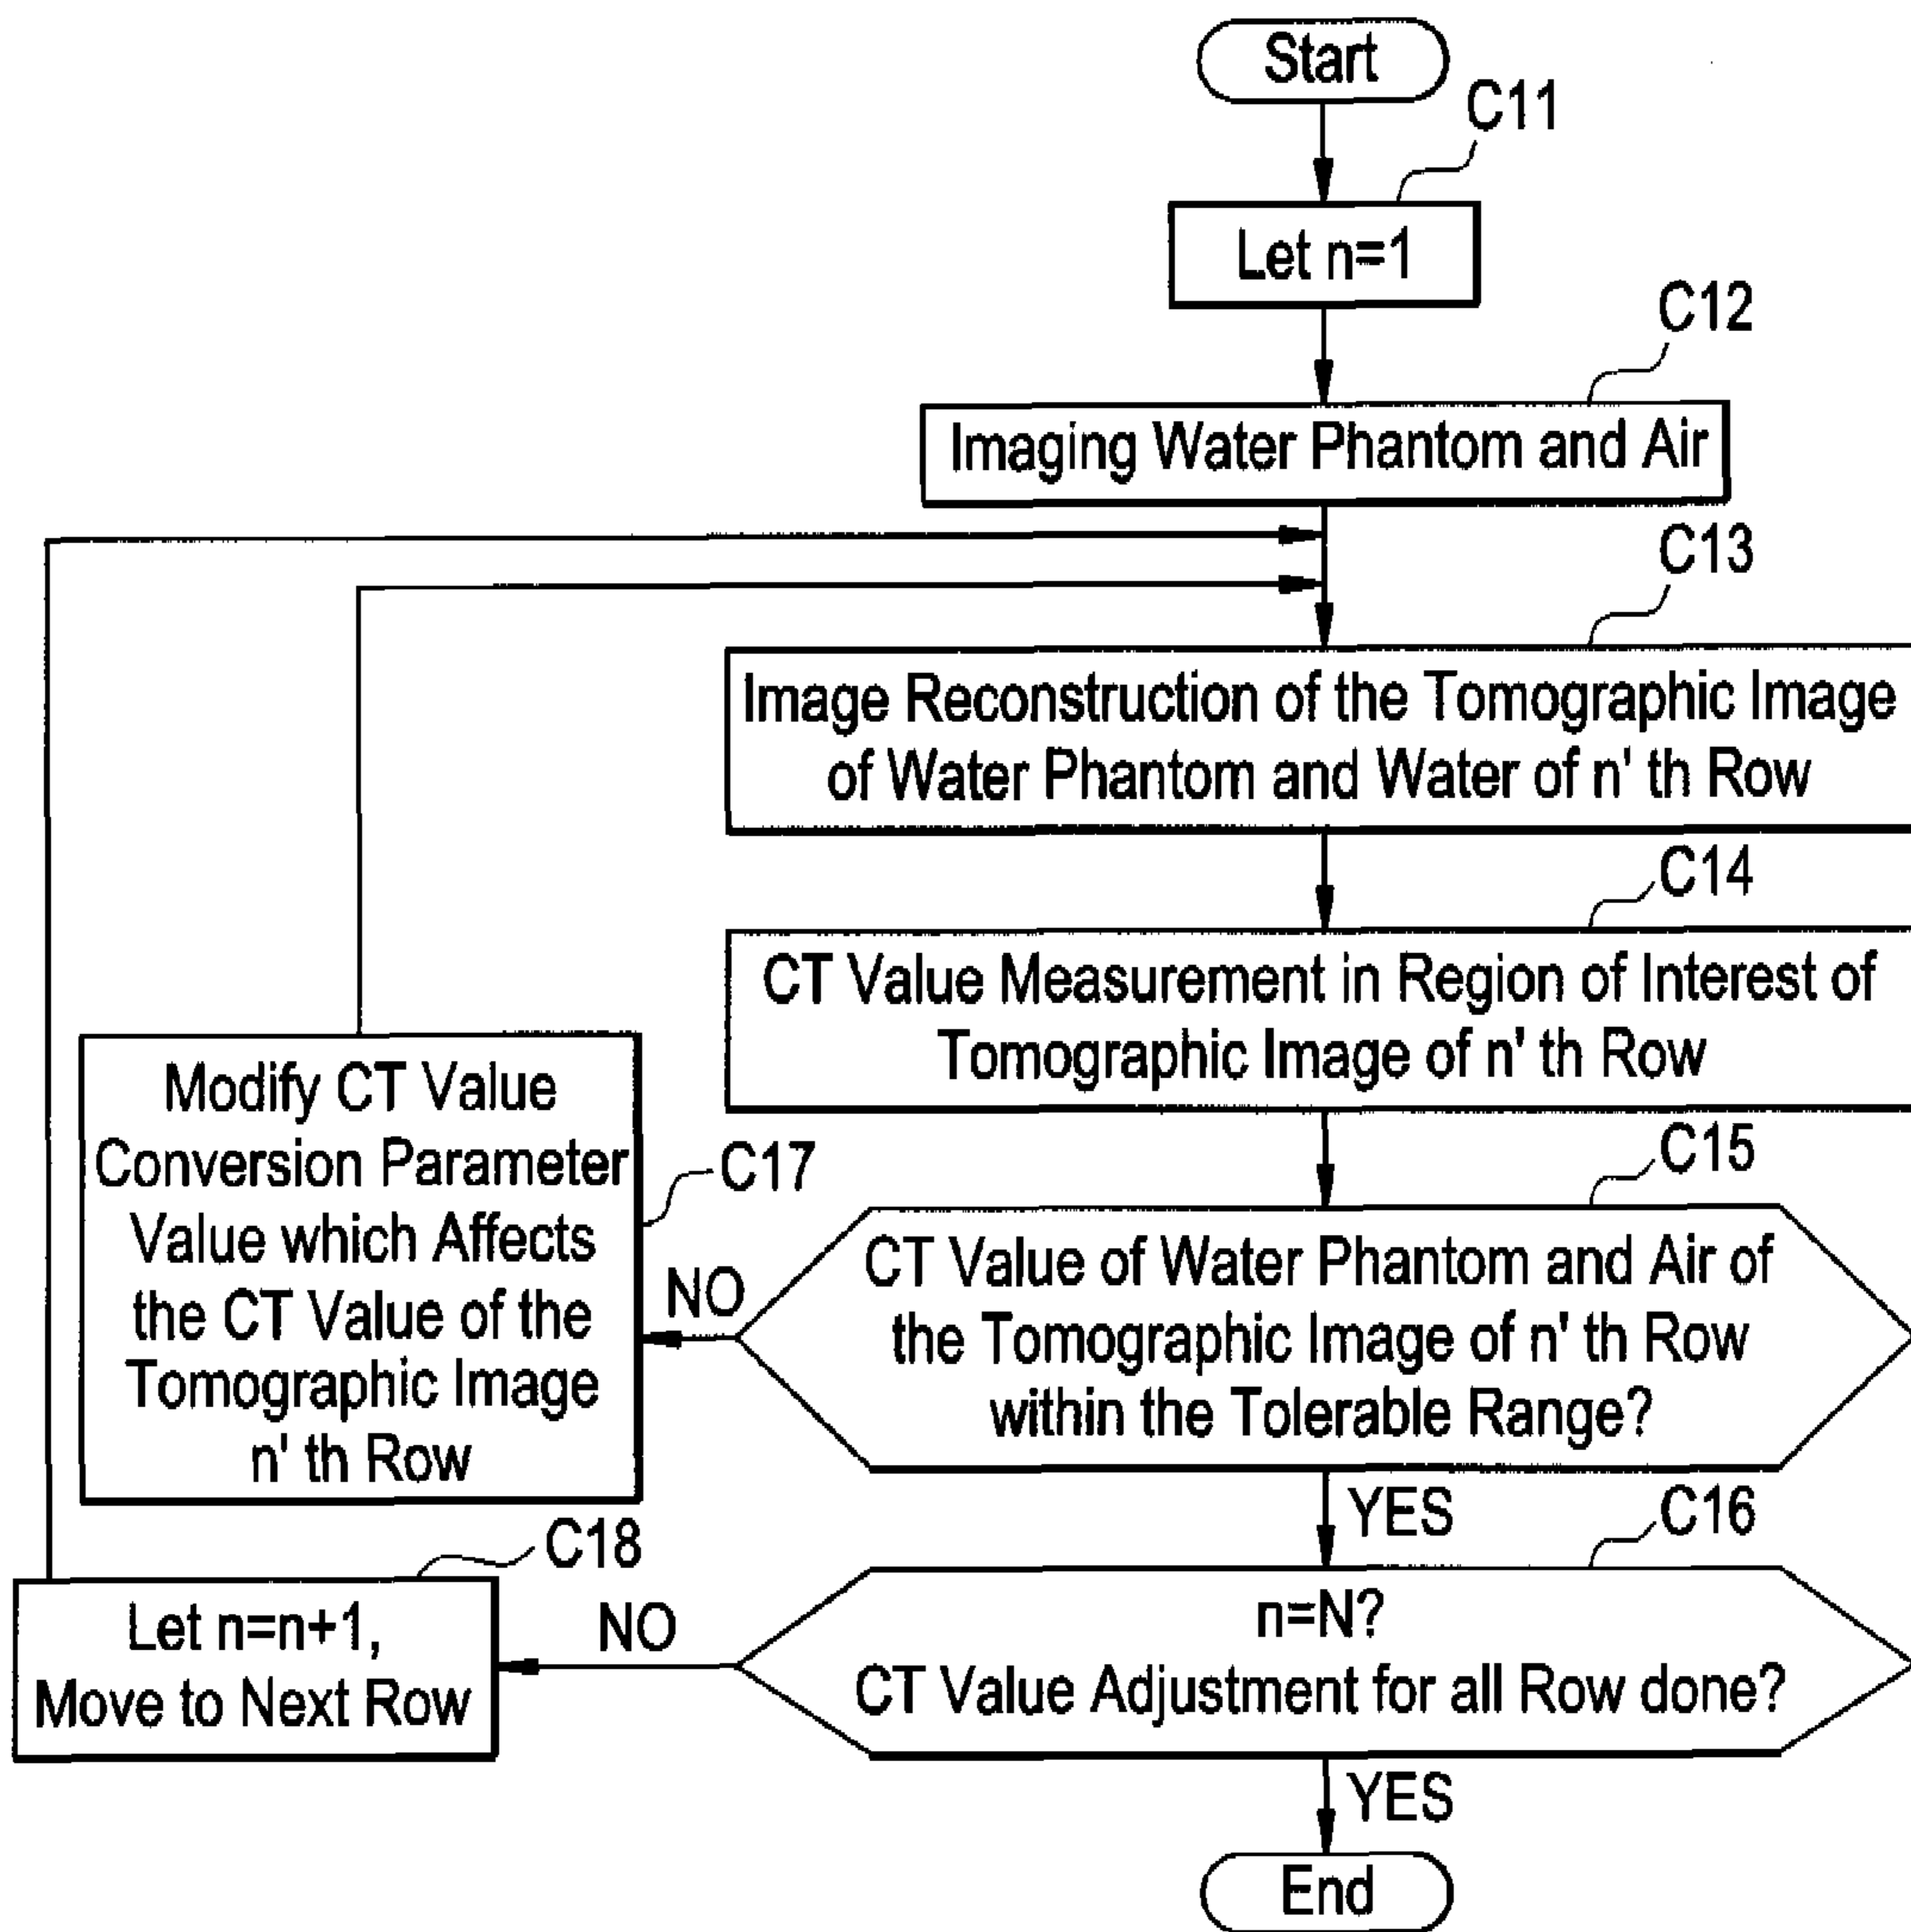 Start
C11
Let n=1
C12
Imaging Water Phantom and Air
C13
Image Reconstruction of the Tomographic Image
of Water Phantom and Water of n' th Row
C14
CT Value Measurement in Region of Interest of
Tomographic Image of n' th Row
C15
CT Value of Water Phantom and Air of
the Tomographic Image of n' th Row
within the Tolerable Range?
NO
C17
Modify CT Value
Conversion Parameter
Value which Affects
the CT Value of the
Tomographic Image
n' th Row
YES
C16
n=N?
CT Value Adjustment for all Row done?
NO
C18
Let n=n+1,
Move to Next Row
YES
End